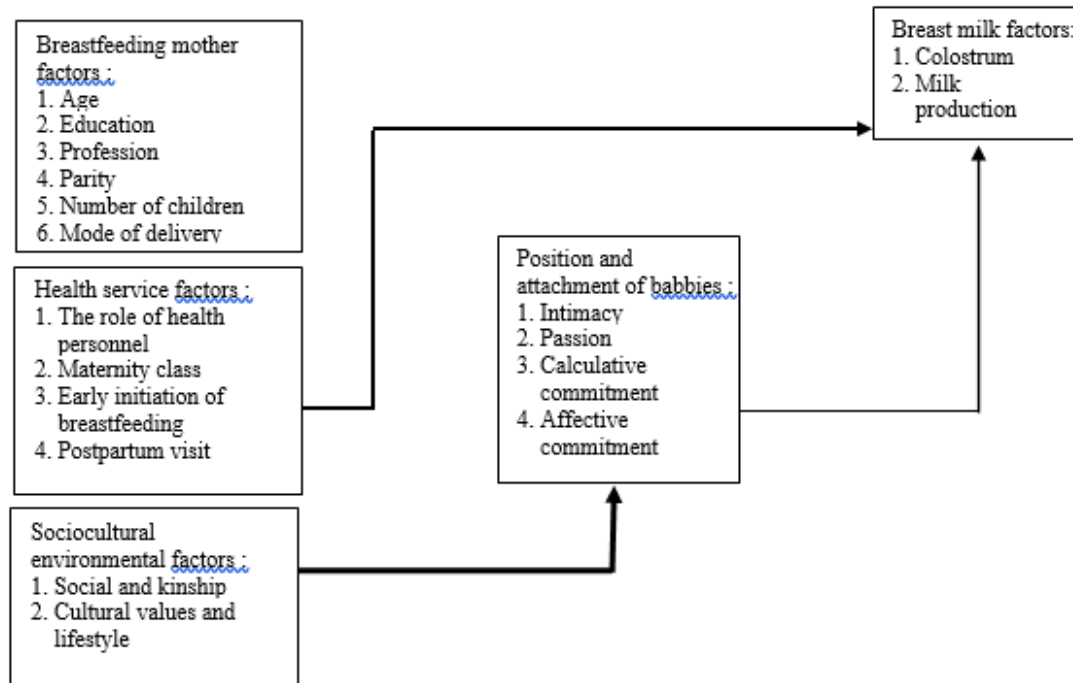 Breastfeeding mother
factors :
1. Age
2. Education
3. Profession
4. Parity
5. Number of children
6. Mode of delivery
Health service factors :
1. The role of health
personnel
2. Maternity class
3. Early initiation of
breastfeeding
4. Postpartum visit
Sociocultural
environmental factors :
1. Social and kinship
2. Cultural values and
lifestyle
Position and
attachment of babbies :
1. Intimacy
2. Passion
3. Calculative
commitment
4. Affective
commitment
Breast milk factors:
1. Colostrum
2. Milk
production